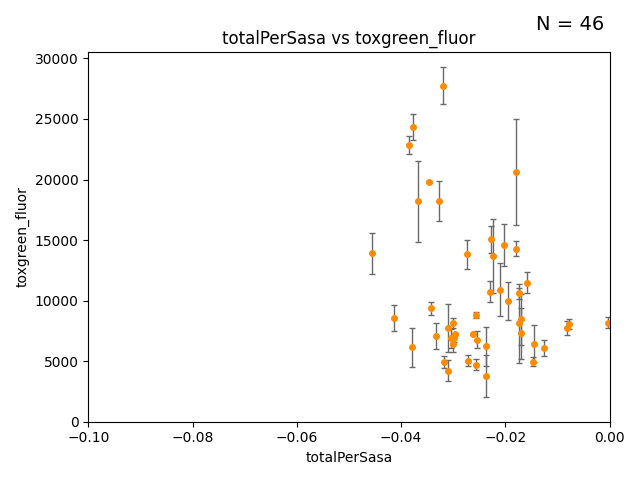 N = 46
totalPerSasa vs toxgreen_fluor
30000
25000
20000
15000
10000
5000
0
toxgreen_fluor
−0.10 −0.08 −0.06 −0.04 −0.02 0.00
totalPerSasa